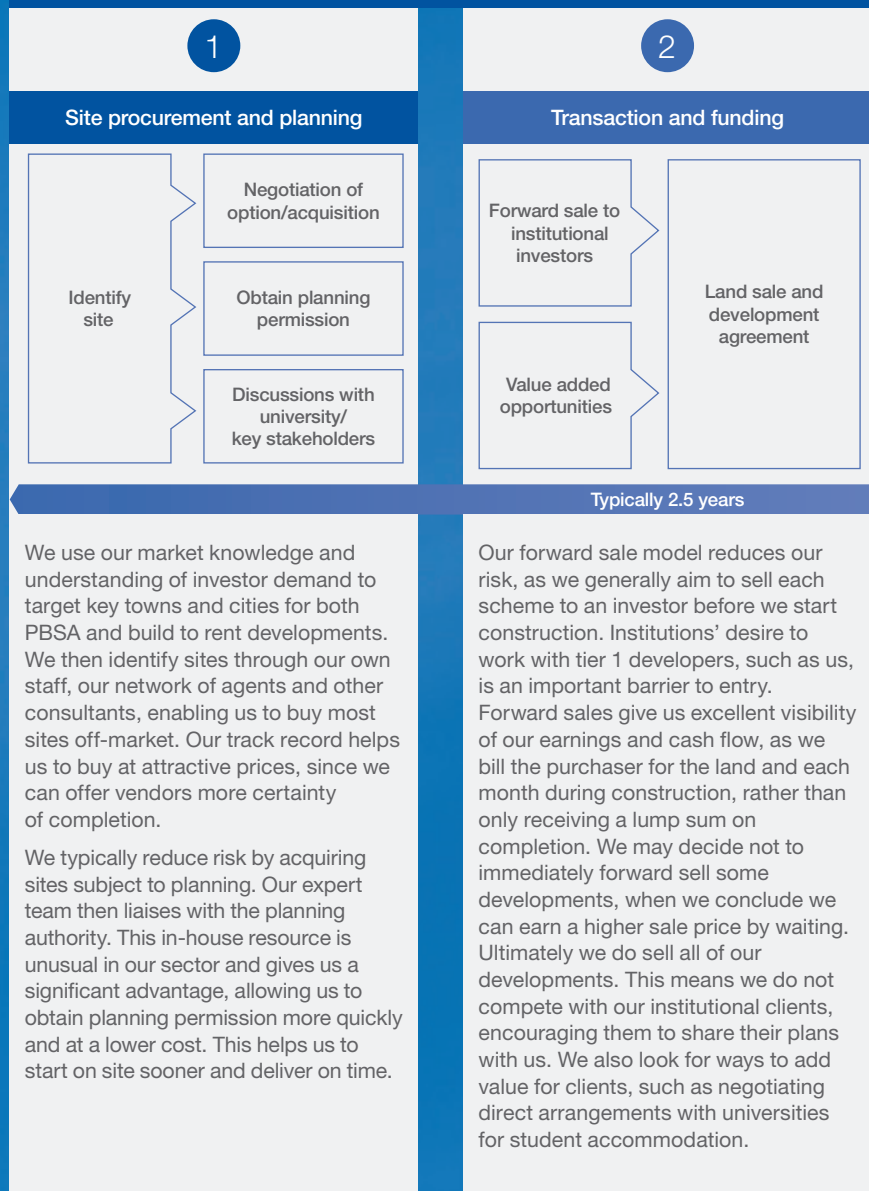 1
Site procurement and planning
Identify
site
Negotiation of
option/acquisition
Obtain planning
permission
Discussions with
university/
key stakeholders
2
Transaction and funding
Forward sale to
institutional
investors
Value added
opportunities
Land sale and
development
agreement
Typically 2.5 years
We use our market knowledge and
understanding of investor demand to
target key towns and cities for both
PBSA and build to rent developments.
We then identify sites through our own
staff, our network of agents and other
consultants, enabling us to buy most
sites off-market. Our track record helps
us to buy at attractive prices, since we
can offer vendors more certainty
of completion.
We typically reduce risk by acquiring
sites subject to planning. Our expert
team then liaises with the planning
authority. This in-house resource is
unusual in our sector and gives us a
significant advantage, allowing us to
obtain planning permission more quickly
and at a lower cost. This helps us to
start on site sooner and deliver on time.
Our forward sale model reduces our
risk, as we generally aim to sell each
scheme to an investor before we start
construction. Institutions’ desire to
work with tier 1 developers, such as us,
is an important barrier to entry.
Forward sales give us excellent visibility
of our earnings and cash flow, as we
bill the purchaser for the land and each
month during construction, rather than
only receiving a lump sum on
completion. We may decide not to
immediately forward sell some
developments, when we conclude we
can earn a higher sale price by waiting.
Ultimately we do sell all of our
developments. This means we do not
compete with our institutional clients,
encouraging them to share their plans
with us. We also look for ways to add
value for clients, such as negotiating
direct arrangements with universities
for student accommodation.